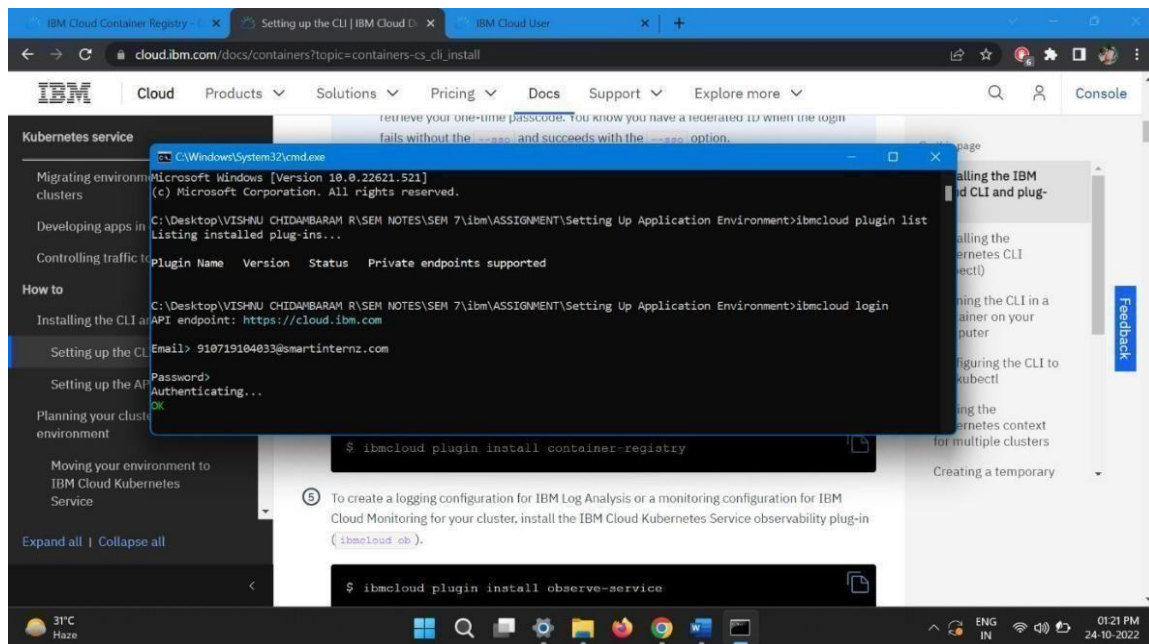 IBM Cloud Container Registry -
Setting up the CLI | IBM Cloud D
IBM Cloud User
cloud.ibm.com/docs/containers?topic=containers-cs_cli_install
6
IBM Cloud Products Solutions Pricing Docs Support Explore more Console
retrieve your one-time passcode. You know you have a federated ID when the login
fails without the --sso and succeeds with the --sso option.
Kubernetes service
Migrating environm
clusters
Developing apps in
Controlling traffic to
How to
Installing the CLI a
Setting up the CL
Setting up the AP
Planning your clust
environment
Moving your environment to
IBM Cloud Kubernetes
Service
Expand all | Collapse all
C:\Windows\System32\cmd.exe
Microsoft Windows [Version 10.0.22621.521]
(c) Microsoft Corporation. All rights reserved.
C:\Desktop\VISHNU CHIDAMBARAM R\SEM NOTES\SEM 7\ibm\ASSIGNMENT\Setting Up Application Environment>ibmcloud plugin list
Listing installed plug-ins...
Plugin Name Version Status Private endpoints supported
C:\Desktop\VISHNU CHIDAMBARAM R\SEM NOTES\SEM 7\ibm\ASSIGNMENT\Setting Up Application Environment>ibmcloud login
API endpoint: https://cloud.ibm.com
Email> 910719104033@smartinternz.com
Password>
Authenticating...
OK
$ ibmcloud plugin install container-registry
5 To create a logging configuration for IBM Log Analysis or a monitoring configuration for IBM
Cloud Monitoring for your cluster, install the IBM Cloud Kubernetes Service observability plug-in
( ibmcloud ob ).
$ ibmcloud plugin install observe-service
page
alling the IBM
d CLI and plug-
alling the
ernetes CLI
ectl)
ning the CLI in a
tainer on your
puter
figuring the CLI to
kubectl
ing the
ernetes context
for multiple clusters
Creating a temporary
Feedback
31°C
Haze
ENG
IN
01:21 PM
24-10-2022